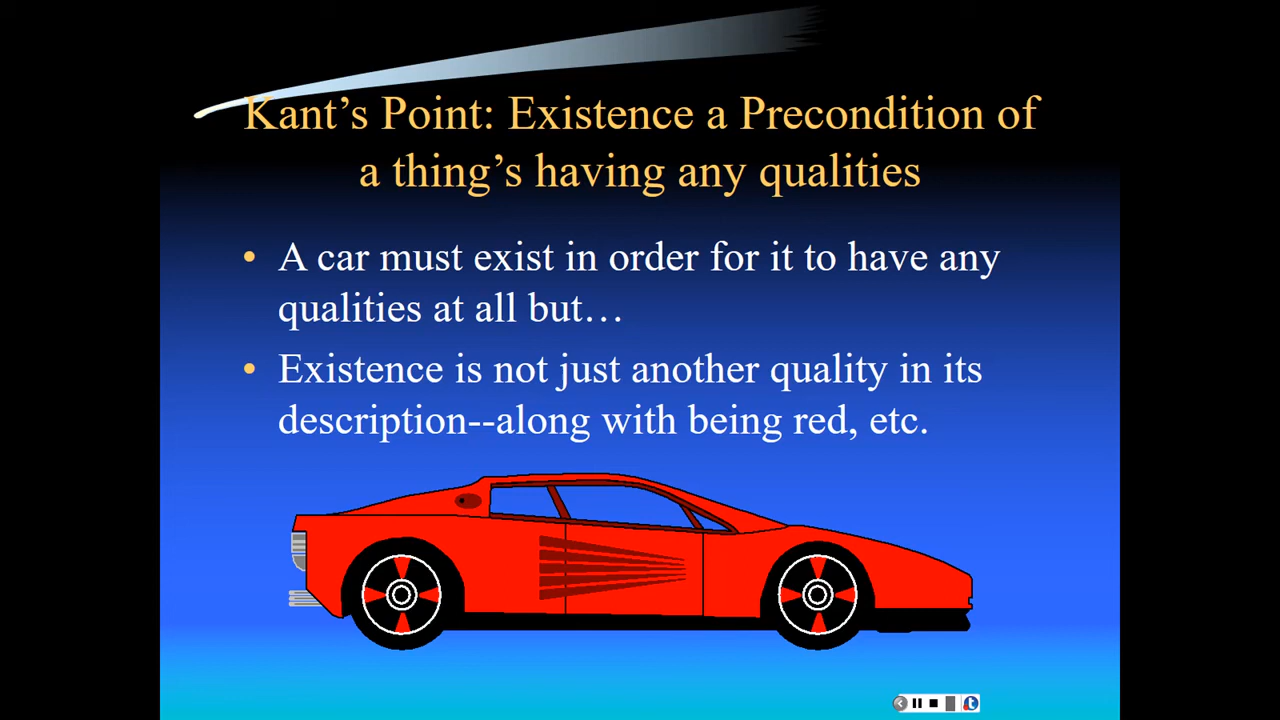 Kant’s Point: Existence a Precondition of
a thing’s having any qualities
• A car must exist in order for it to have any
qualities at all but…
• Existence is not just another quality in its
description--along with being red, etc.